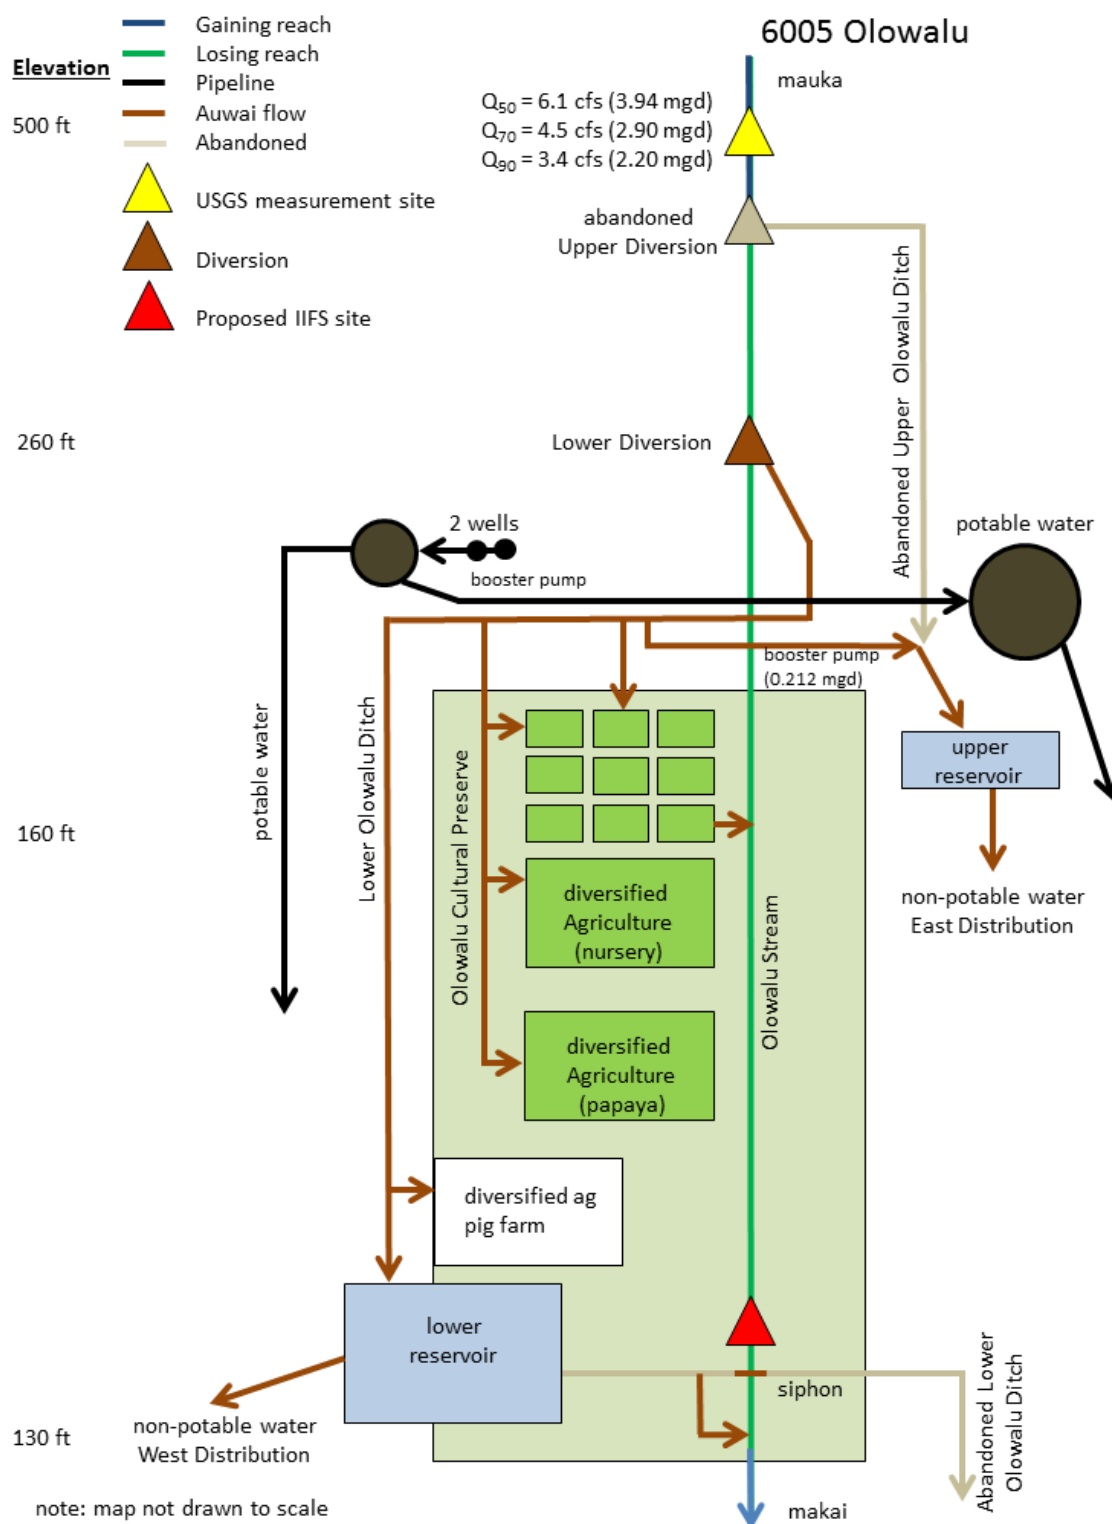 6005 Olowalu
Elevation
Gaining reach
Losing reach
Pipeline
Auwai flow
Abandoned
USGS measurement site
Diversion
Proposed IIFS site
500 ft
260 ft
160 ft
130 ft
mauka
Q50 = 6.1 cfs (3.94 mgd)
Q70 = 4.5 cfs (2.90 mgd)
Q90 = 3.4 cfs (2.20 mgd)
abandoned
Upper Diversion
Abandoned Upper Olowalu Ditch
Lower Diversion
2 wells
booster pump
potable water
potable water
booster pump
(0.212 mgd)
upper
reservoir
non-potable water
East Distribution
Lower Olowalu Ditch
Olowalu Cultural Preserve
diversified
Agriculture
(nursery)
Olowalu Stream
diversified
Agriculture
(papaya)
diversified ag
pig farm
lower
reservoir
siphon
Abandoned Lower
Olowalu Ditch
non-potable water
West Distribution
makai
note: map not drawn to scale